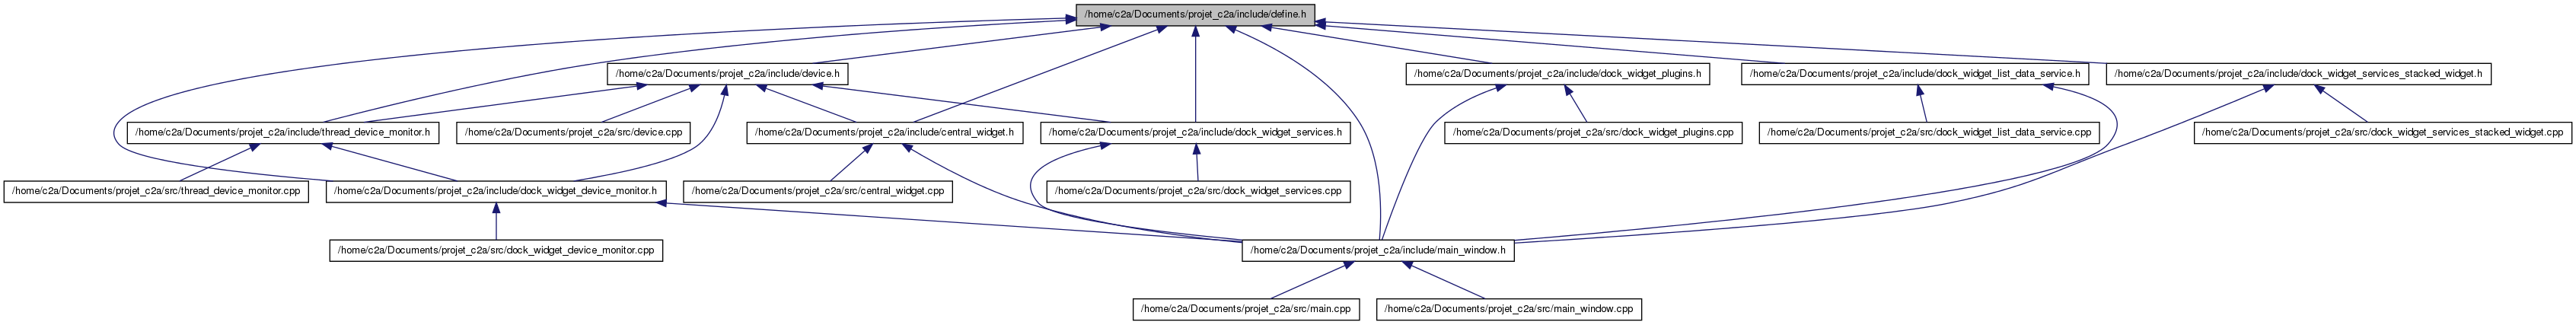 /home/c2a/Documents/projet_c2a/include/define.h
/home/c2a/Documents/projet_c2a/include/device.h
/home/c2a/Documents/projet_c2a/include/dock_widget_plugins.h
/home/c2a/Documents/projet_c2a/include/dock_widget_list_data_service.h
/home/c2a/Documents/projet_c2a/include/dock_widget_services_stacked_widget.h
/home/c2a/Documents/projet_c2a/include/thread_device_monitor.h
/home/c2a/Documents/projet_c2a/src/device.cpp
/home/c2a/Documents/projet_c2a/include/central_widget.h
/home/c2a/Documents/projet_c2a/include/dock_widget_services.h
/home/c2a/Documents/projet_c2a/src/dock_widget_plugins.cpp
/home/c2a/Documents/projet_c2a/src/dock_widget_list_data_service.cpp
/home/c2a/Documents/projet_c2a/src/dock_widget_services_stacked_widget.cpp
/home/c2a/Documents/projet_c2a/src/thread_device_monitor.cpp
/home/c2a/Documents/projet_c2a/include/dock_widget_device_monitor.h
/home/c2a/Documents/projet_c2a/src/central_widget.cpp
/home/c2a/Documents/projet_c2a/src/dock_widget_services.cpp
/home/c2a/Documents/projet_c2a/src/dock_widget_device_monitor.cpp
/home/c2a/Documents/projet_c2a/include/main_window.h
/home/c2a/Documents/projet_c2a/src/main.cpp
/home/c2a/Documents/projet_c2a/src/main_window.cpp